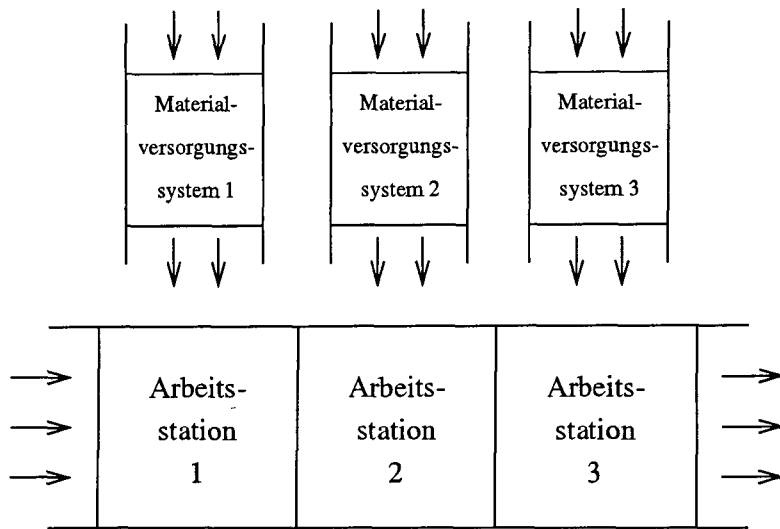 Material-
versorgungs-
system 1
Material-
versorgungs-
system 2
Material-
versorgungs-
system 3
Arbeits-
station
1
Arbeits-
station
2
Arbeits-
station
3